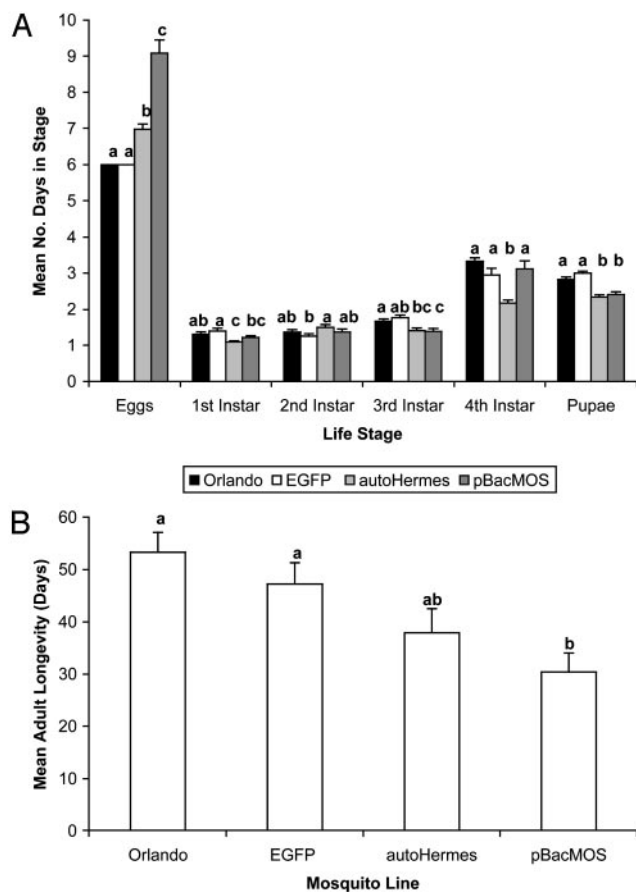 A
Mean No. Days in Stage
10
9
8
7
6
5
4
3
2
1
0
a a b c
ab a c bc
ab b a ab
a ab bc c
a a b a
a a b b
Eggs 1st Instar 2nd Instar 3rd Instar 4th Instar Pupae
Life Stage
Orlando EGFP autoHermes pBacMOS
B
Mean Adult Longevity (Days)
60
50
40
30
20
10
0
a
a
ab
b
Orlando EGFP autoHermes pBacMOS
Mosquito Line